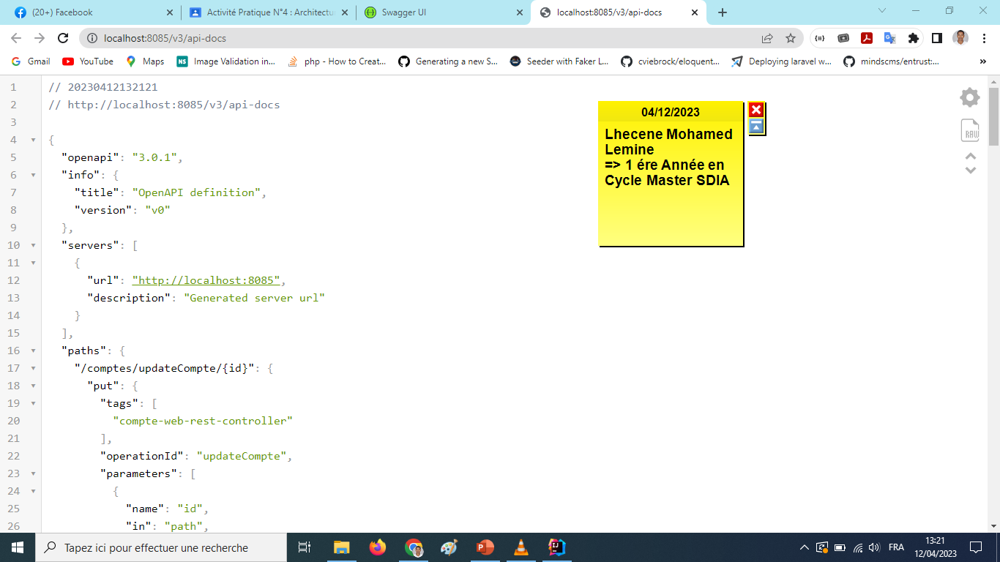 (20+) Facebook
Activité Pratique N°4 : Architectu
Swagger UI
localhost:8085/v3/api-docs
localhost:8085/v3/api-docs
Gmail
YouTube
Maps
NS
Image Validation in...
php - How to Creat...
Generating a new S...
Seeder with Faker L...
cviebrock/eloquent...
Deploying laravel w...
mindscms/entrust:...
»
1 // 20230412132121
2 // http://localhost:8085/v3/api-docs
3
4 {
5 "openapi": "3.0.1",
6 "info": {
7 "title": "OpenAPI definition",
8 "version": "v0"
9 },
10 "servers": [
11 {
12 "url": "http://localhost:8085",
13 "description": "Generated server url"
14 }
15 ],
16 "paths": {
17 "/comptes/updateCompte/{id}": {
18 "put": {
19 "tags": [
20 "compte-web-rest-controller"
21 ],
22 "operationId": "updateCompte",
23 "parameters": [
24 {
25 "name": "id",
26 "in": "path",
04/12/2023
Lhecene Mohamed
Lemine
=> 1 ére Année en
Cycle Master SDIA
RAW
Tapez ici pour effectuer une recherche
FRA
13:21
12/04/2023